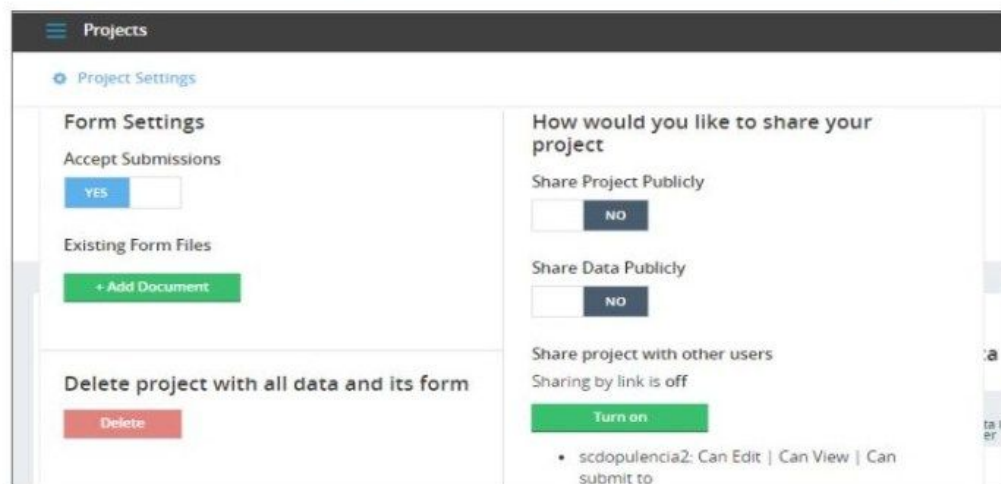 Projects
Project Settings
Form Settings
Accept Submissions
YES
Existing Form Files
+ Add Document
Delete project with all data and its form
Delete
How would you like to share your
project
Share Project Publicly
NO
Share Data Publicly
NO
Share project with other users
Sharing by link is off
Turn on
• scdopulencia2: Can Edit | Can View | Can
submit to